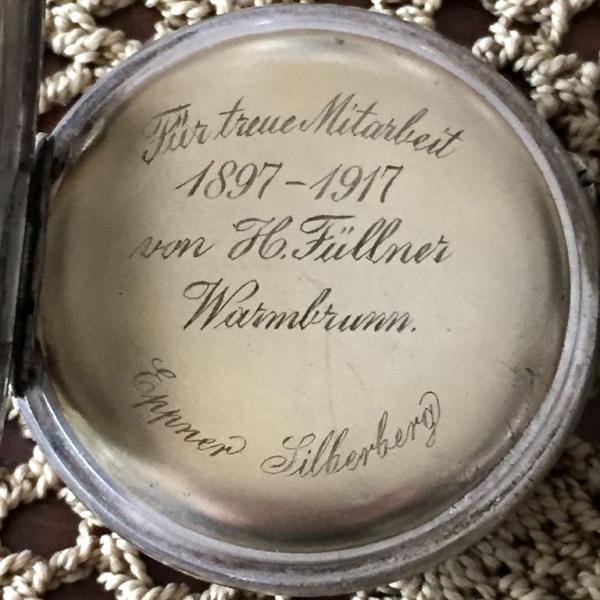 Für treue Mitarbeit
1897-1917
von H. Füllner
Warmbrunn.
Eppner Silberberg